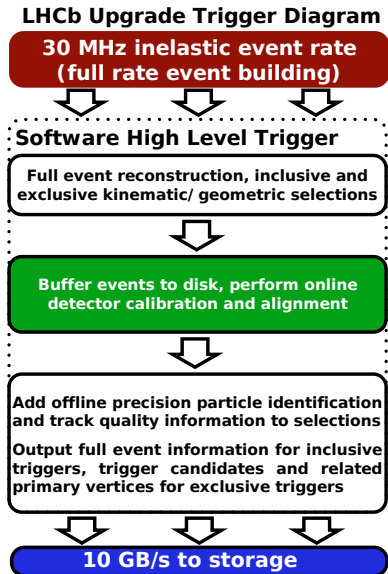 LHCb Upgrade Trigger Diagram
30 MHz inelastic event rate
(full rate event building)
Software High Level Trigger
Full event reconstruction, inclusive and
exclusive kinematic/ geometric selections
Buffer events to disk, perform online
detector calibration and alignment
Add offline precision particle identification
and track quality information to selections
Output full event information for inclusive
triggers, trigger candidates and related
primary vertices for exclusive triggers
10 GB/s to storage